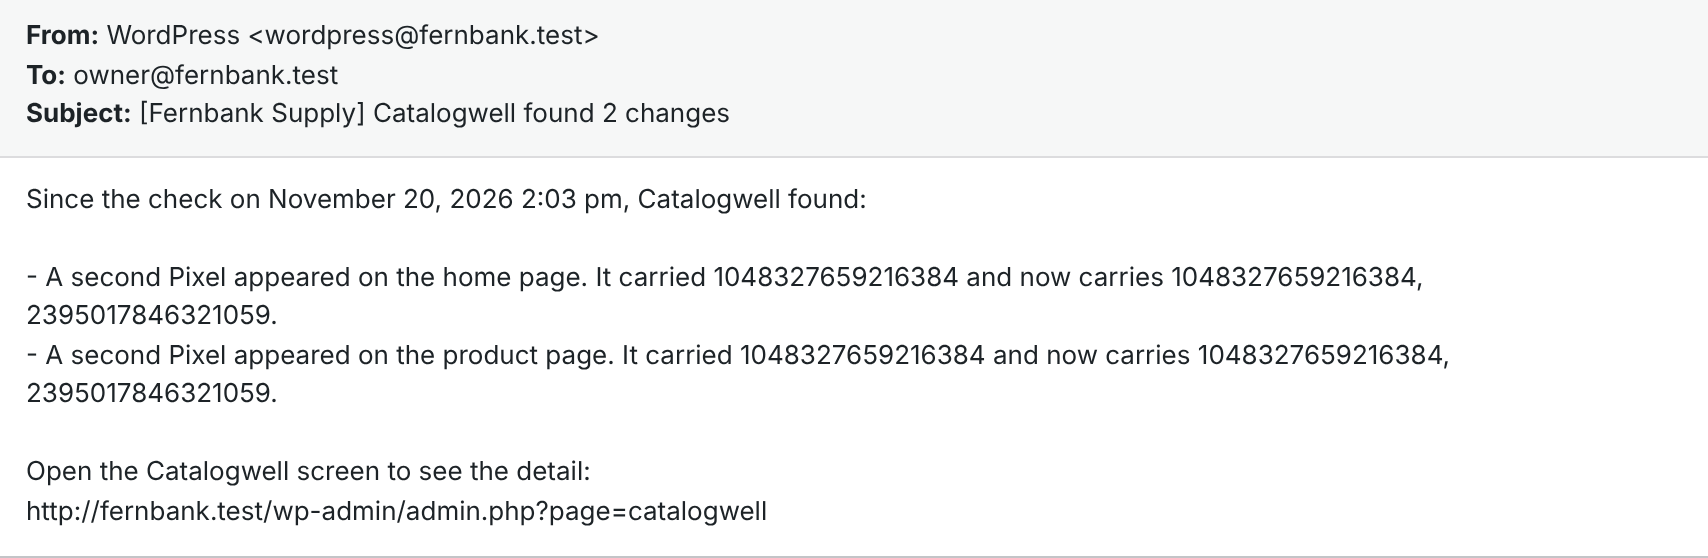 From: WordPress <wordpress@fernbank.test>
To: owner@fernbank.test
Subject: [Fernbank Supply] Catalogwell found 2 changes
Since the check on November 20, 2026 2:03 pm, Catalogwell found:
- A second Pixel appeared on the home page. It carried 1048327659216384 and now carries 1048327659216384,
2395017846321059.
- A second Pixel appeared on the product page. It carried 1048327659216384 and now carries 1048327659216384,
2395017846321059.
Open the Catalogwell screen to see the detail:
http://fernbank.test/wp-admin/admin.php?page=catalogwell